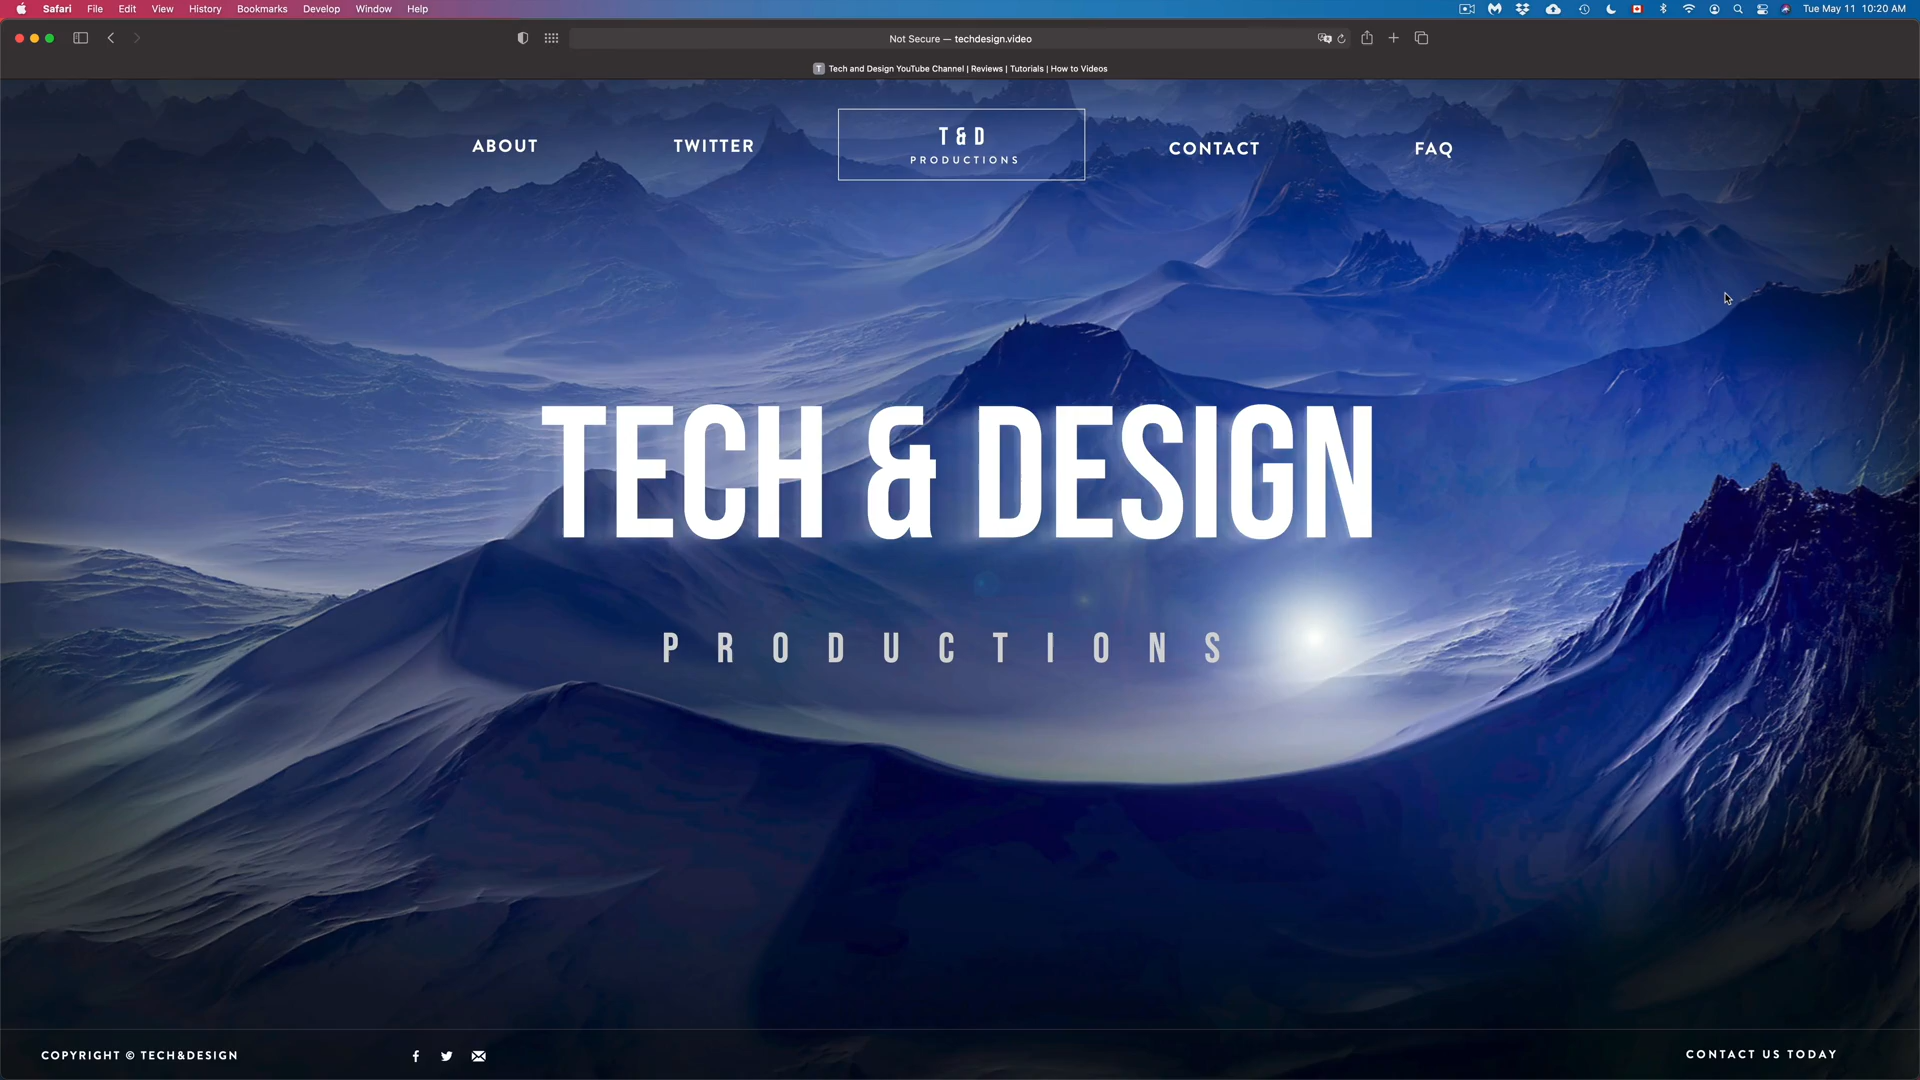 Safari File Edit View History Bookmarks Develop Window Help Tue May 11 10:20 AM
Not Secure — techdesign.video
T Tech and Design YouTube Channel | Reviews | Tutorials | How to Videos
ABOUT TWITTER T&D CONTACT FAQ
PRODUCTIONS
TECH & DESIGN
PRODUCTIONS
COPYRIGHT © TECH&DESIGN CONTACT US TODAY